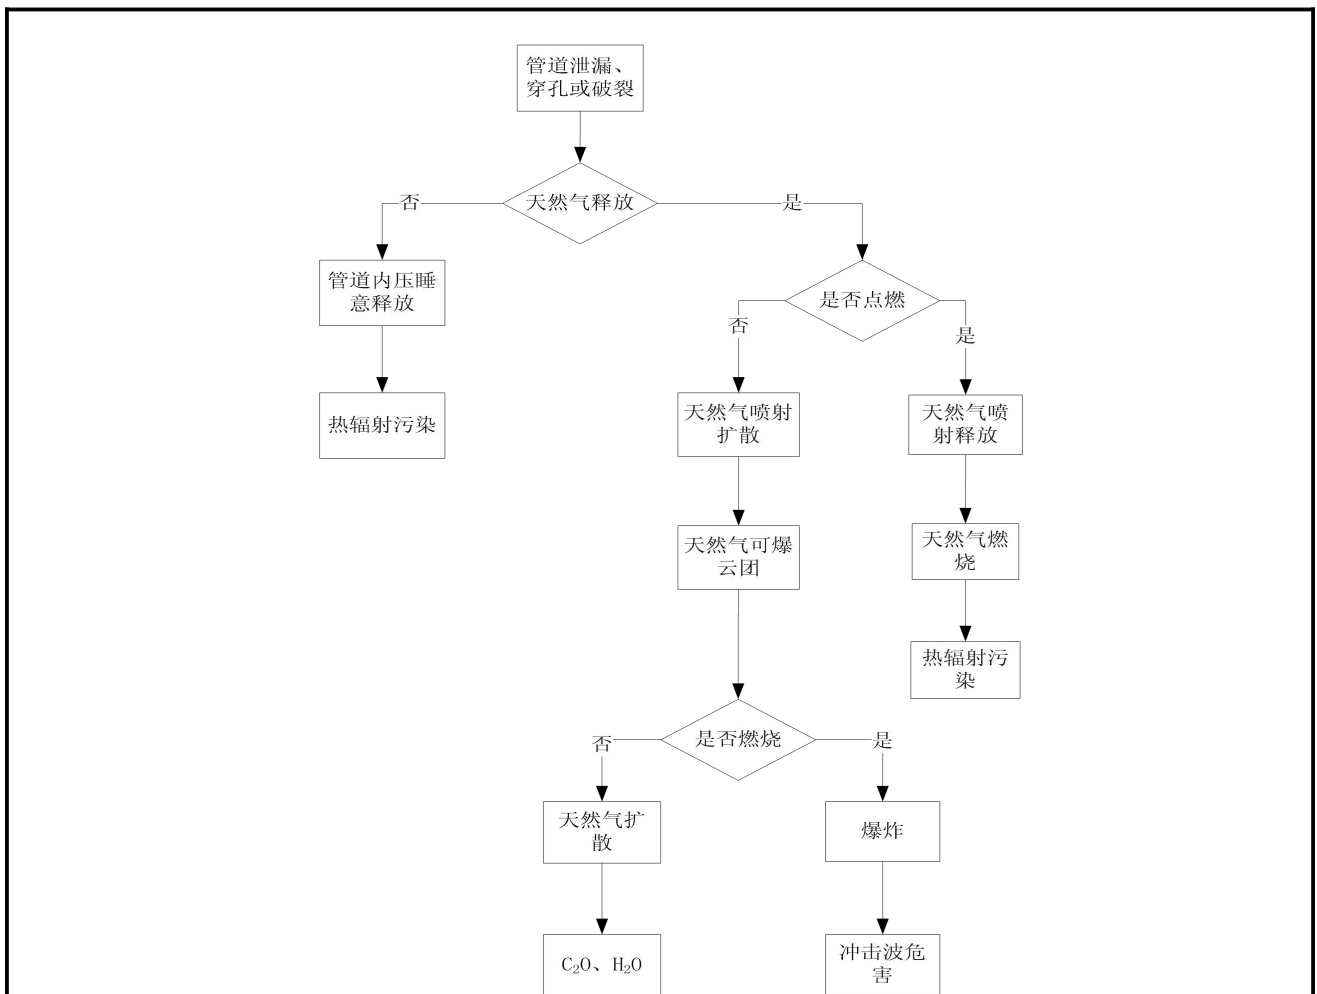 管道泄漏、
穿孔或破裂
天然气释放
否
是
管道内压睡
意释放
是否点燃
否
是
热辐射污染
天然气喷射
扩散
天然气喷
射释放
天然气可爆
云团
天然气燃
烧
热辐射污
染
是否燃烧
否
是
天然气扩
散
爆炸
C₂O、H₂O
冲击波危
害